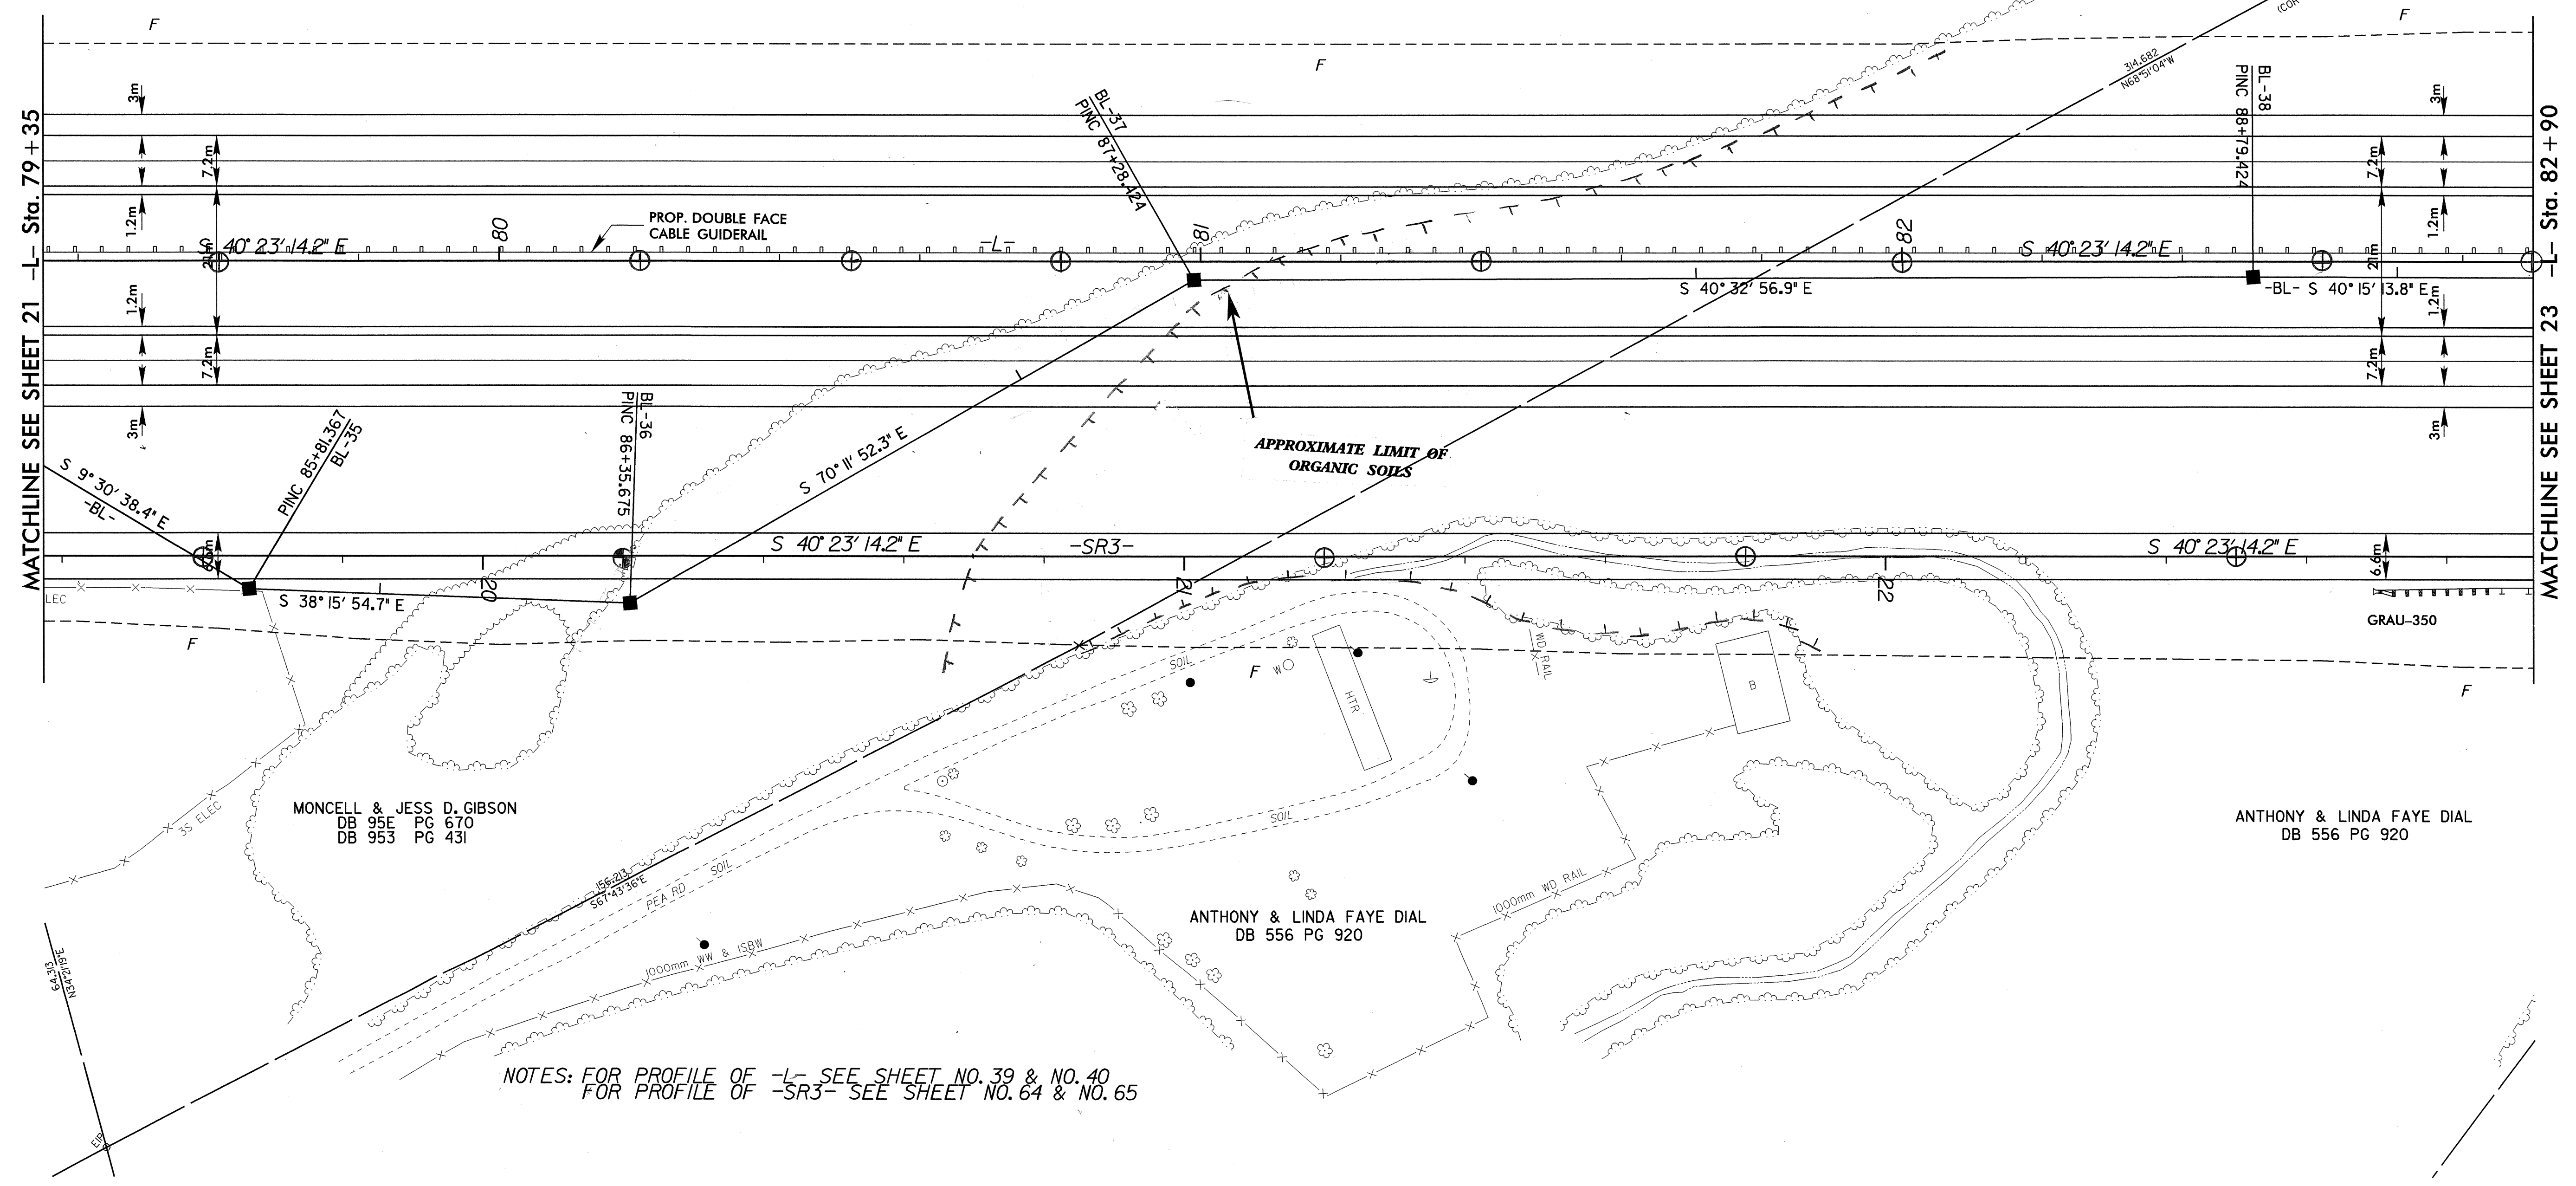 F
F
F
(COR
314.682
N68°51'04"W
3m
7.2m
1.2m
21m
1.2m
7.2m
3m
MATCHLINE SEE SHEET 21 -L- Sta. 79+35
S 40° 23' 14.2" E
80
PROP. DOUBLE FACE
CABLE GUIDERAIL
-L-
BL-37
PINC 87+28.424
81
82
S 40° 23' 14.2" E
S 40° 32' 56.9" E
BL-38
PINC 88+79.424
-BL- S 40° 15' 13.8" E
3m
7.2m
1.2m
21m
1.2m
7.2m
3m
MATCHLINE SEE SHEET 23 -L- Sta. 82+90
S 9° 30' 38.4" E
-BL-
PINC 85+81.367
BL-35
BL-36
PINC 86+35.675
S 70° 11' 52.3" E
APPROXIMATE LIMIT OF
ORGANIC SOILS
S 40° 23' 14.2" E
-SR3-
S 40° 23' 14.2" E
6.6m
LEC
S 38° 15' 54.7" E
20
21
22
6.6m
GRAU-350
F
F
F
SOIL
W
HTR
WD RAIL
B
3S ELEC
MONCELL & JESS D. GIBSON
DB 95E PG 670
DB 953 PG 431
SOIL
SOIL
PEA RD
156.213
S67°43'36"E
1000mm WW & 1SBW
1000mm WD RAIL
ANTHONY & LINDA FAYE DIAL
DB 556 PG 920
ANTHONY & LINDA FAYE DIAL
DB 556 PG 920
64.313
N34°21'19"E
EIP
NOTES: FOR PROFILE OF -L- SEE SHEET NO. 39 & NO. 40
FOR PROFILE OF -SR3- SEE SHEET NO. 64 & NO. 65